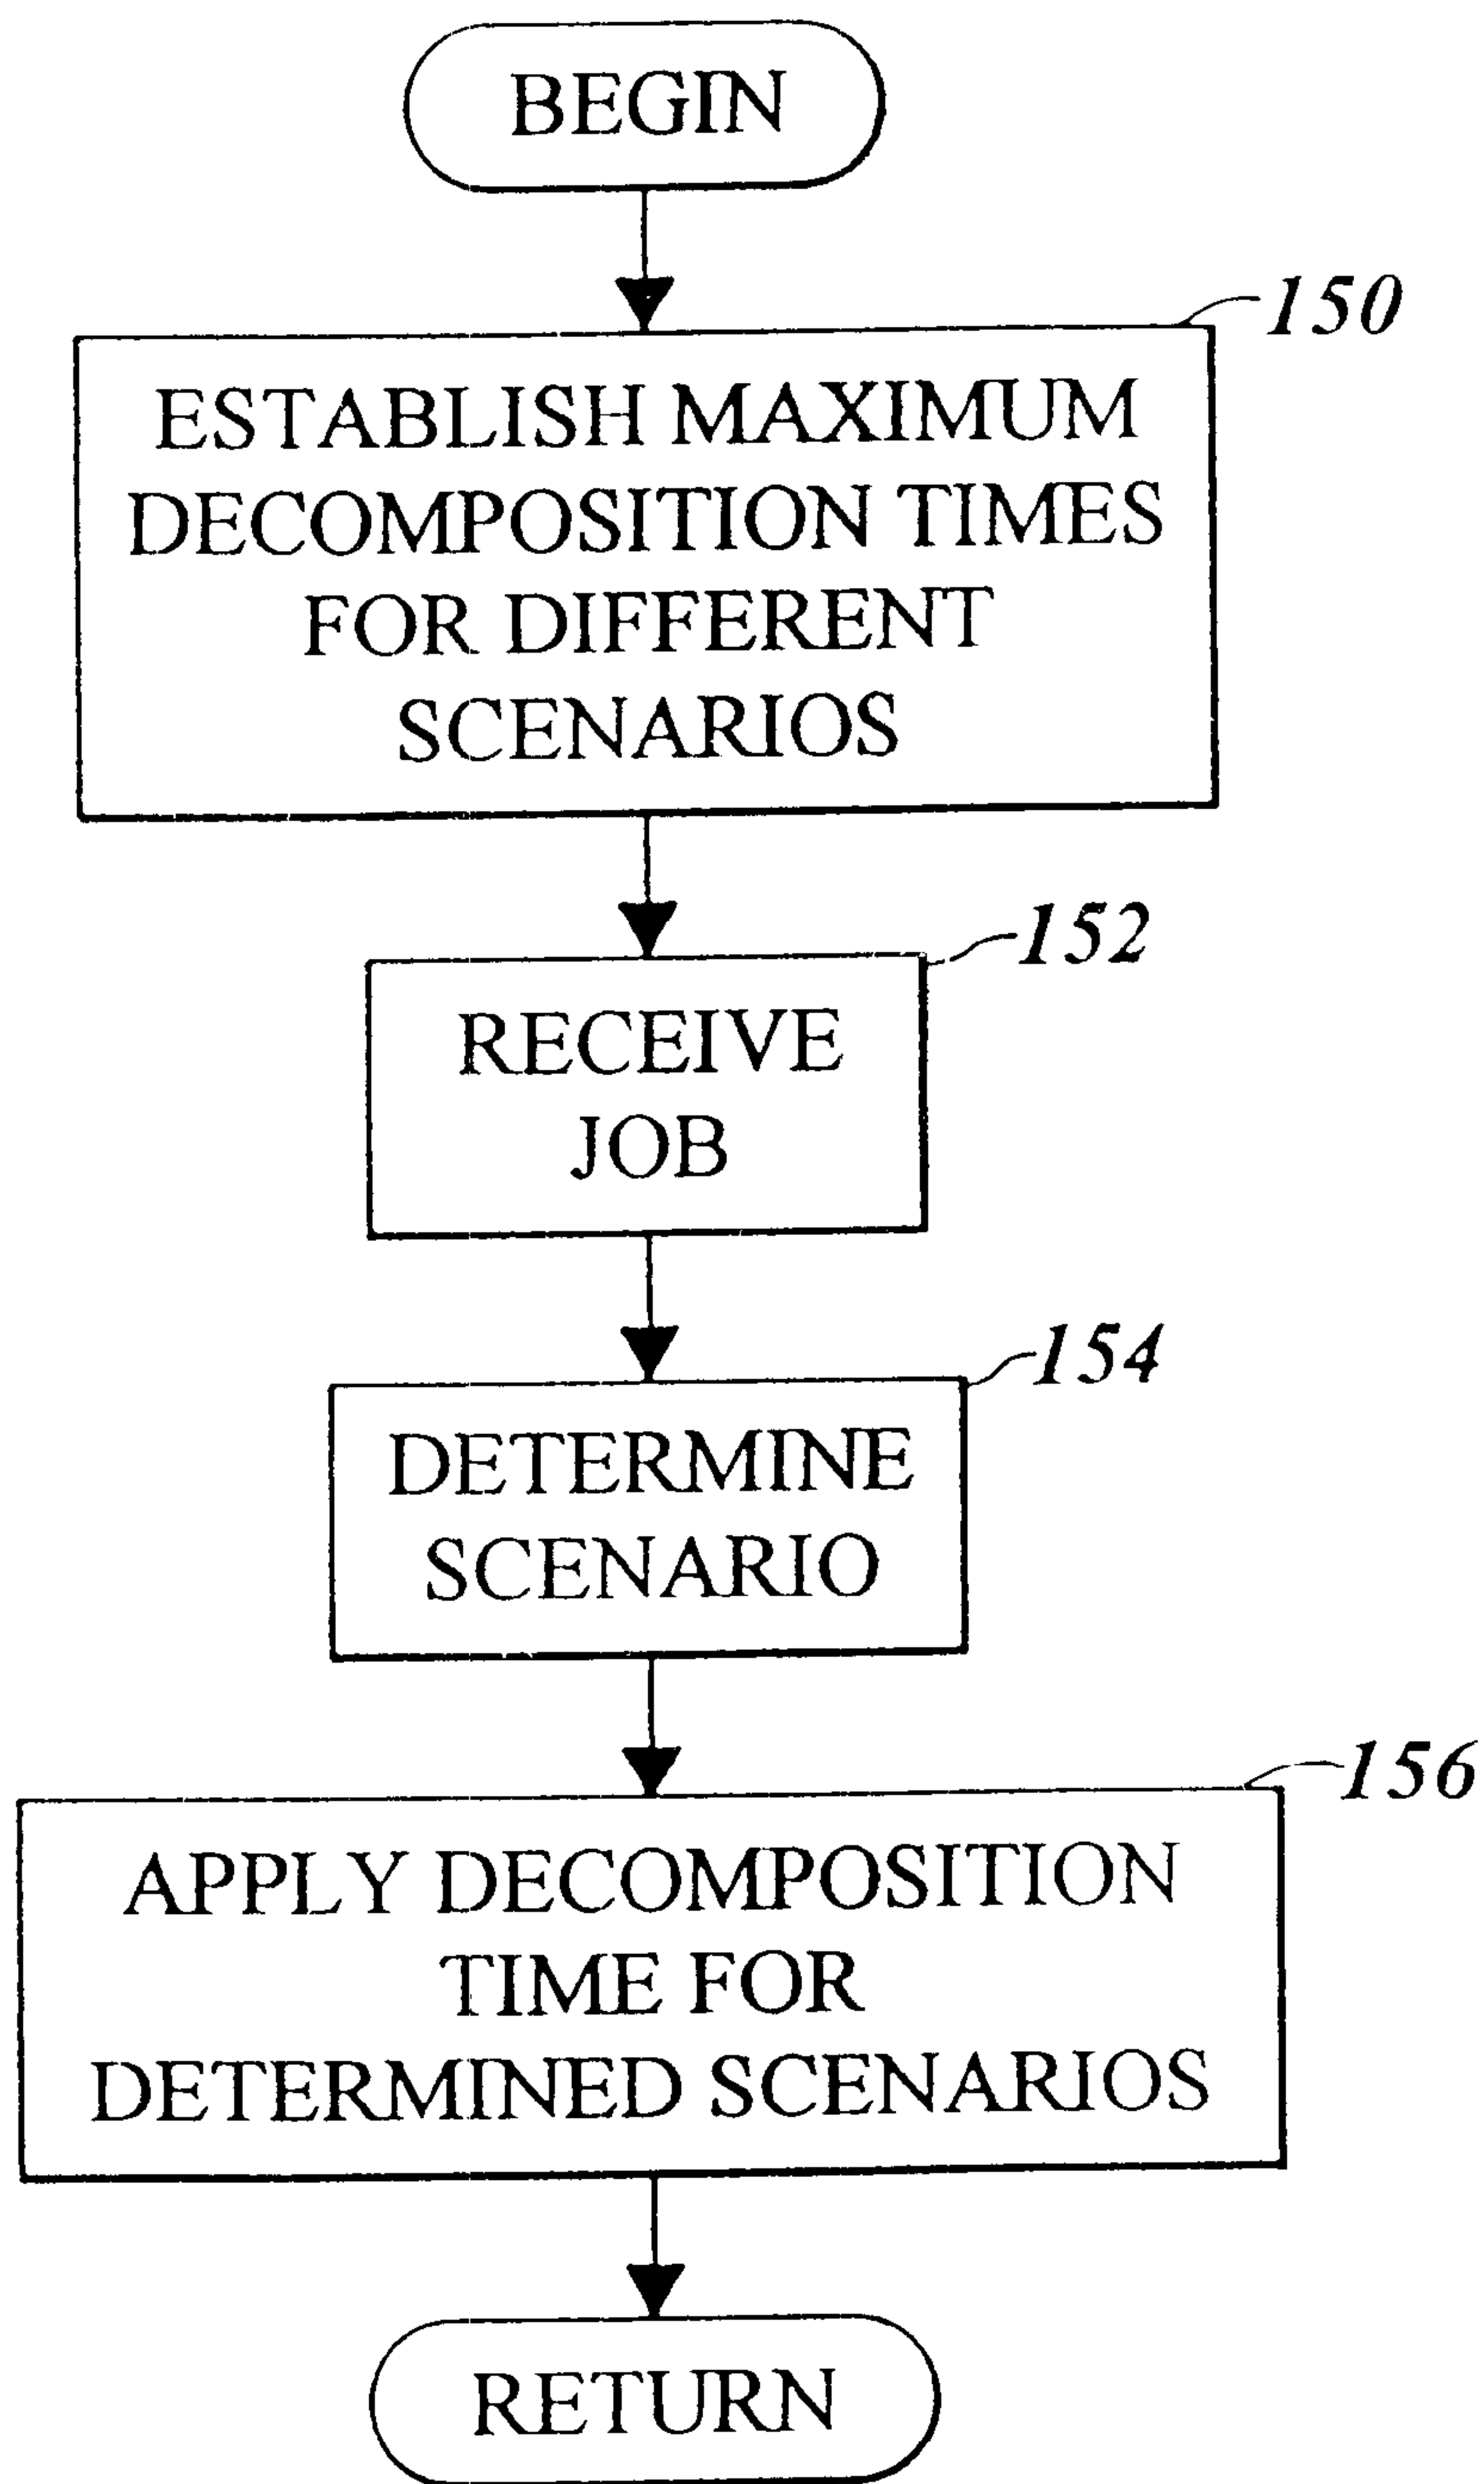 BEGIN
150
ESTABLISH MAXIMUM
DECOMPOSITION TIMES
FOR DIFFERENT
SCENARIOS
152
RECEIVE
JOB
154
DETERMINE
SCENARIO
156
APPLY DECOMPOSITION
TIME FOR
DETERMINED SCENARIOS
RETURN